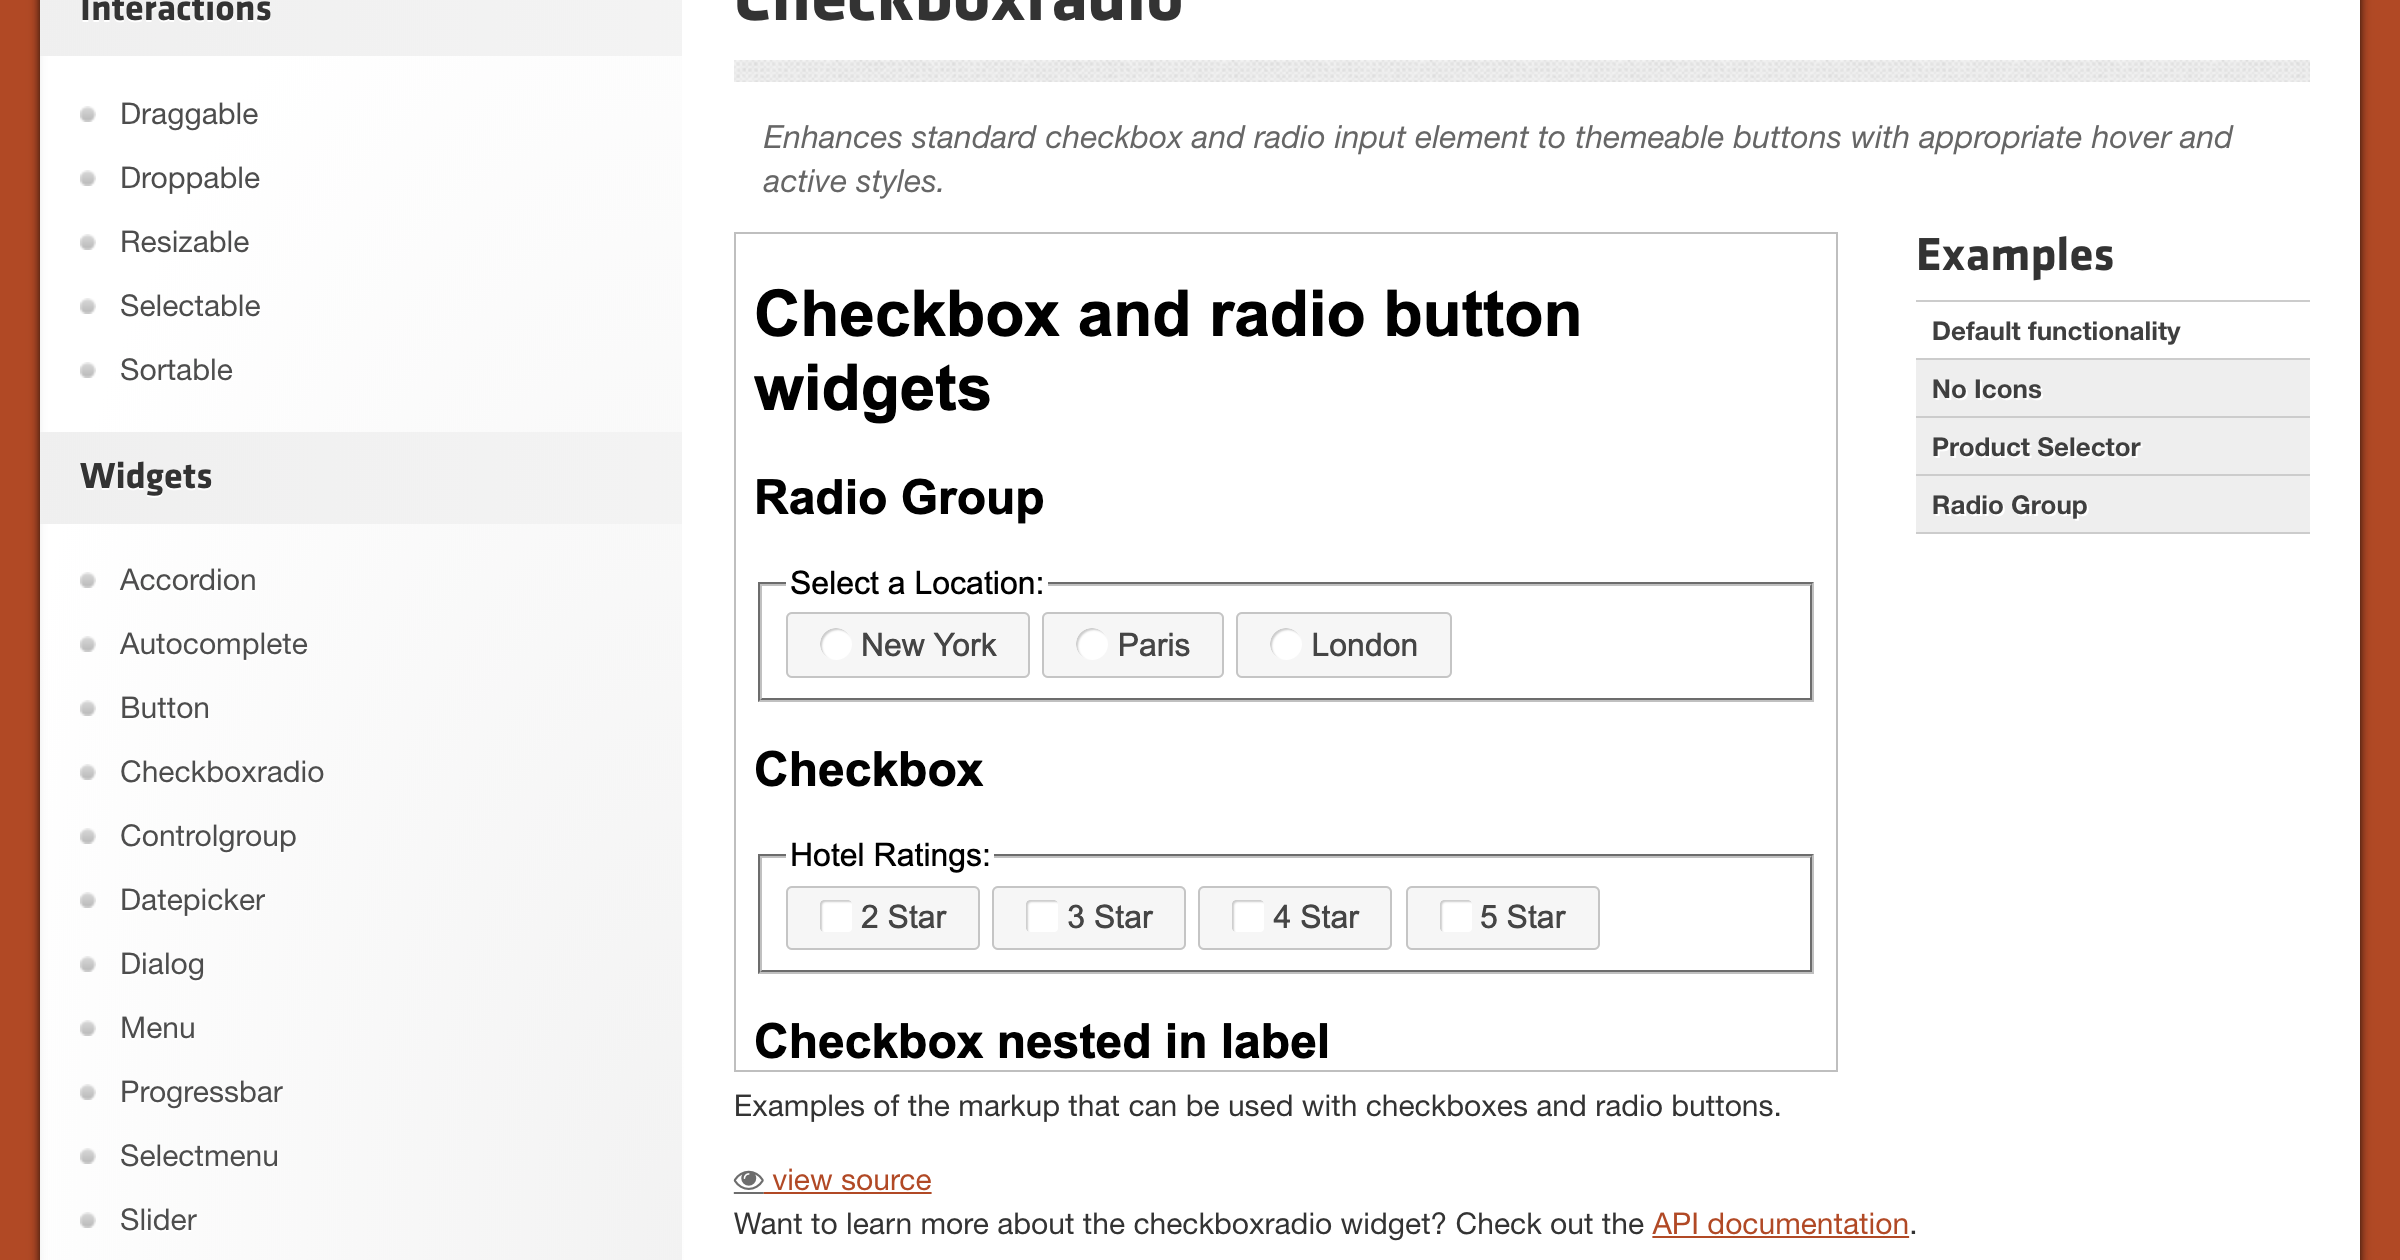 Interactions
Draggable
Droppable
Resizable
Selectable
Sortable
Widgets
Accordion
Autocomplete
Button
Checkboxradio
Controlgroup
Datepicker
Dialog
Menu
Progressbar
Selectmenu
Slider
Checkboxradio
Enhances standard checkbox and radio input element to themeable buttons with appropriate hover and
active styles.
Checkbox and radio button
widgets
Radio Group
Select a Location:
New York Paris London
Checkbox
Hotel Ratings:
2 Star 3 Star 4 Star 5 Star
Checkbox nested in label
Examples of the markup that can be used with checkboxes and radio buttons.
view source
Want to learn more about the checkboxradio widget? Check out the API documentation.
Examples
Default functionality
No Icons
Product Selector
Radio Group